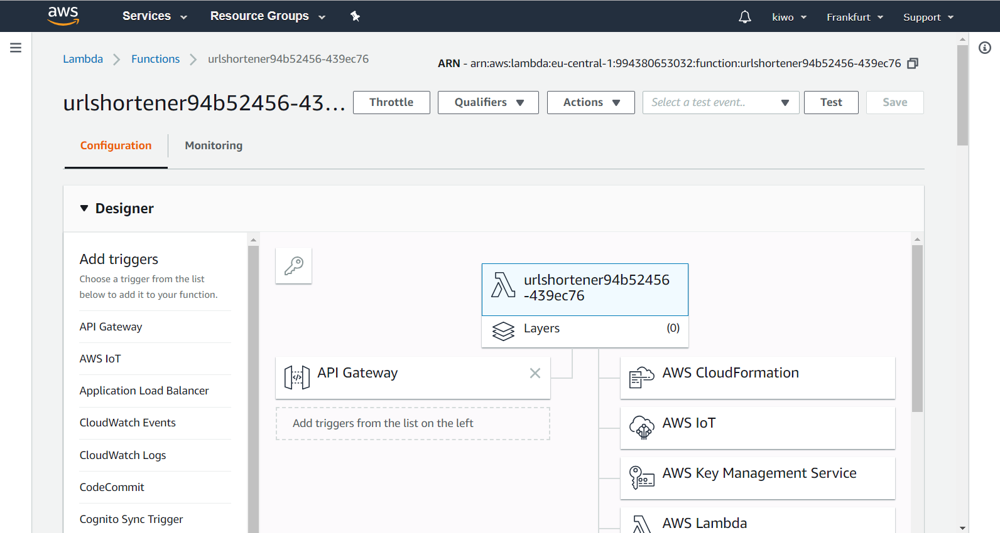 aws
Services
Resource Groups
kiwo
Frankfurt
Support
Lambda
Functions
urlshortener94b52456-439ec76
ARN - arn:aws:lambda:eu-central-1:994380653032:function:urlshortener94b52456-439ec76
urlshortener94b52456-43...
Throttle
Qualifiers
Actions
Select a test event..
Test
Save
Configuration
Monitoring
Designer
Add triggers
Choose a trigger from the list
below to add it to your function.
API Gateway
AWS IoT
Application Load Balancer
CloudWatch Events
CloudWatch Logs
CodeCommit
Cognito Sync Trigger
urlshortener94b52456
-439ec76
Layers
(0)
API Gateway
Add triggers from the list on the left
AWS CloudFormation
AWS IoT
AWS Key Management Service
AWS Lambda